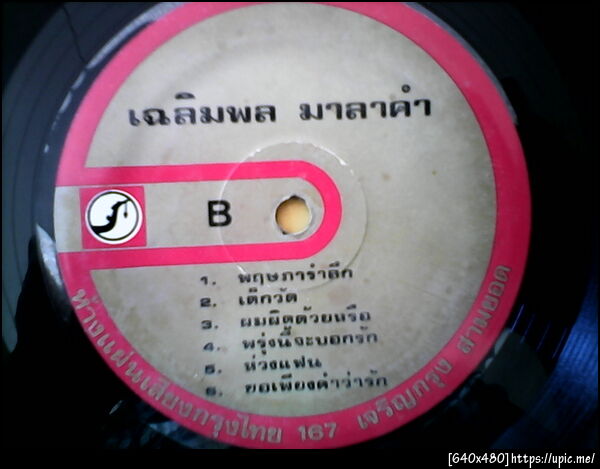 เฉลิมพล มาลาคำ
B
1. พฤษภารำลึก
2. เด็กวัด
3. ผมผิดด้วยหรือ
4. พรุ่งนี้จะบอกรัก
5. ห่วงแฟน
6. ขอเพียงคำว่ารัก
ห้างแผ่นเสียงกรุงไทย 167 เจริญกรุง สามยอด
[640x480]https://upic.me/